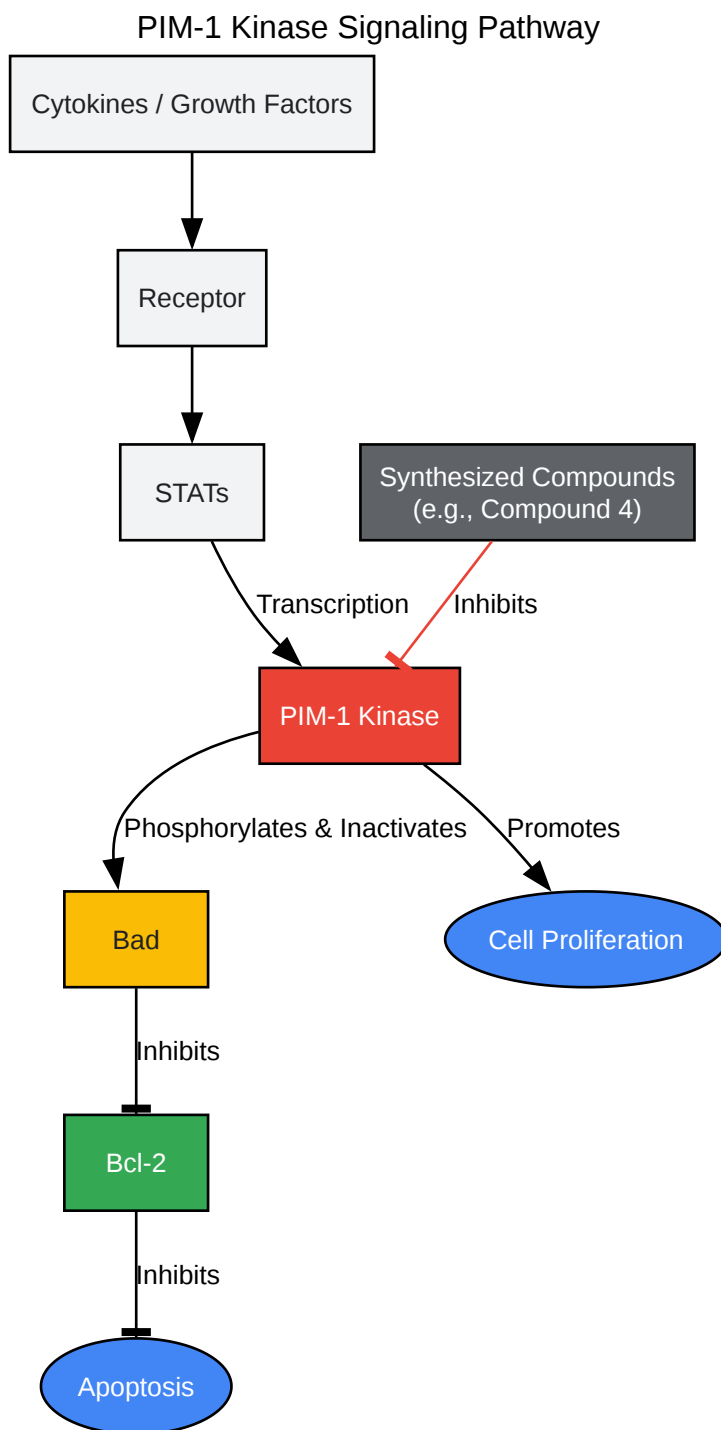 PIM-1 Kinase Signaling Pathway
Cytokines / Growth Factors
Receptor
STATs
Synthesized Compounds
(e.g., Compound 4)
Transcription
Inhibits
PIM-1 Kinase
Phosphorylates & Inactivates
Promotes
Bad
Cell Proliferation
Inhibits
Bcl-2
Inhibits
Apoptosis